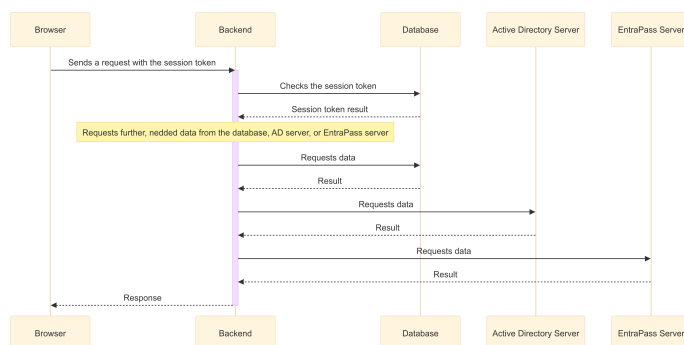 Browser
Backend
Database
Active Directory Server
EntraPass Server
Sends a request with the session token
Checks the session token
Session token result
Requests further, nedded data from the database, AD server, or EntraPass server
Requests data
Result
Requests data
Result
Requests data
Result
Response
Browser
Backend
Database
Active Directory Server
EntraPass Server